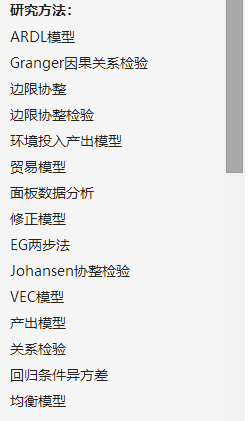 研究方法：
ARDL模型
Granger因果关系检验
边限协整
边限协整检验
环境投入产出模型
贸易模型
面板数据分析
修正模型
EG两步法
Johansen协整检验
VEC模型
产出模型
关系检验
回归条件异方差
均衡模型